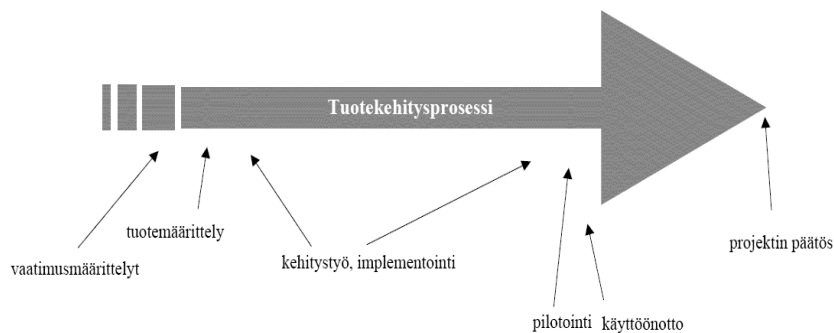 Tuotekehitysprosessi
tuotemäärittely
vaatimusmäärittelyt
kehitystyö, implementointi
projektin päätös
pilotointi
käyttöönotto